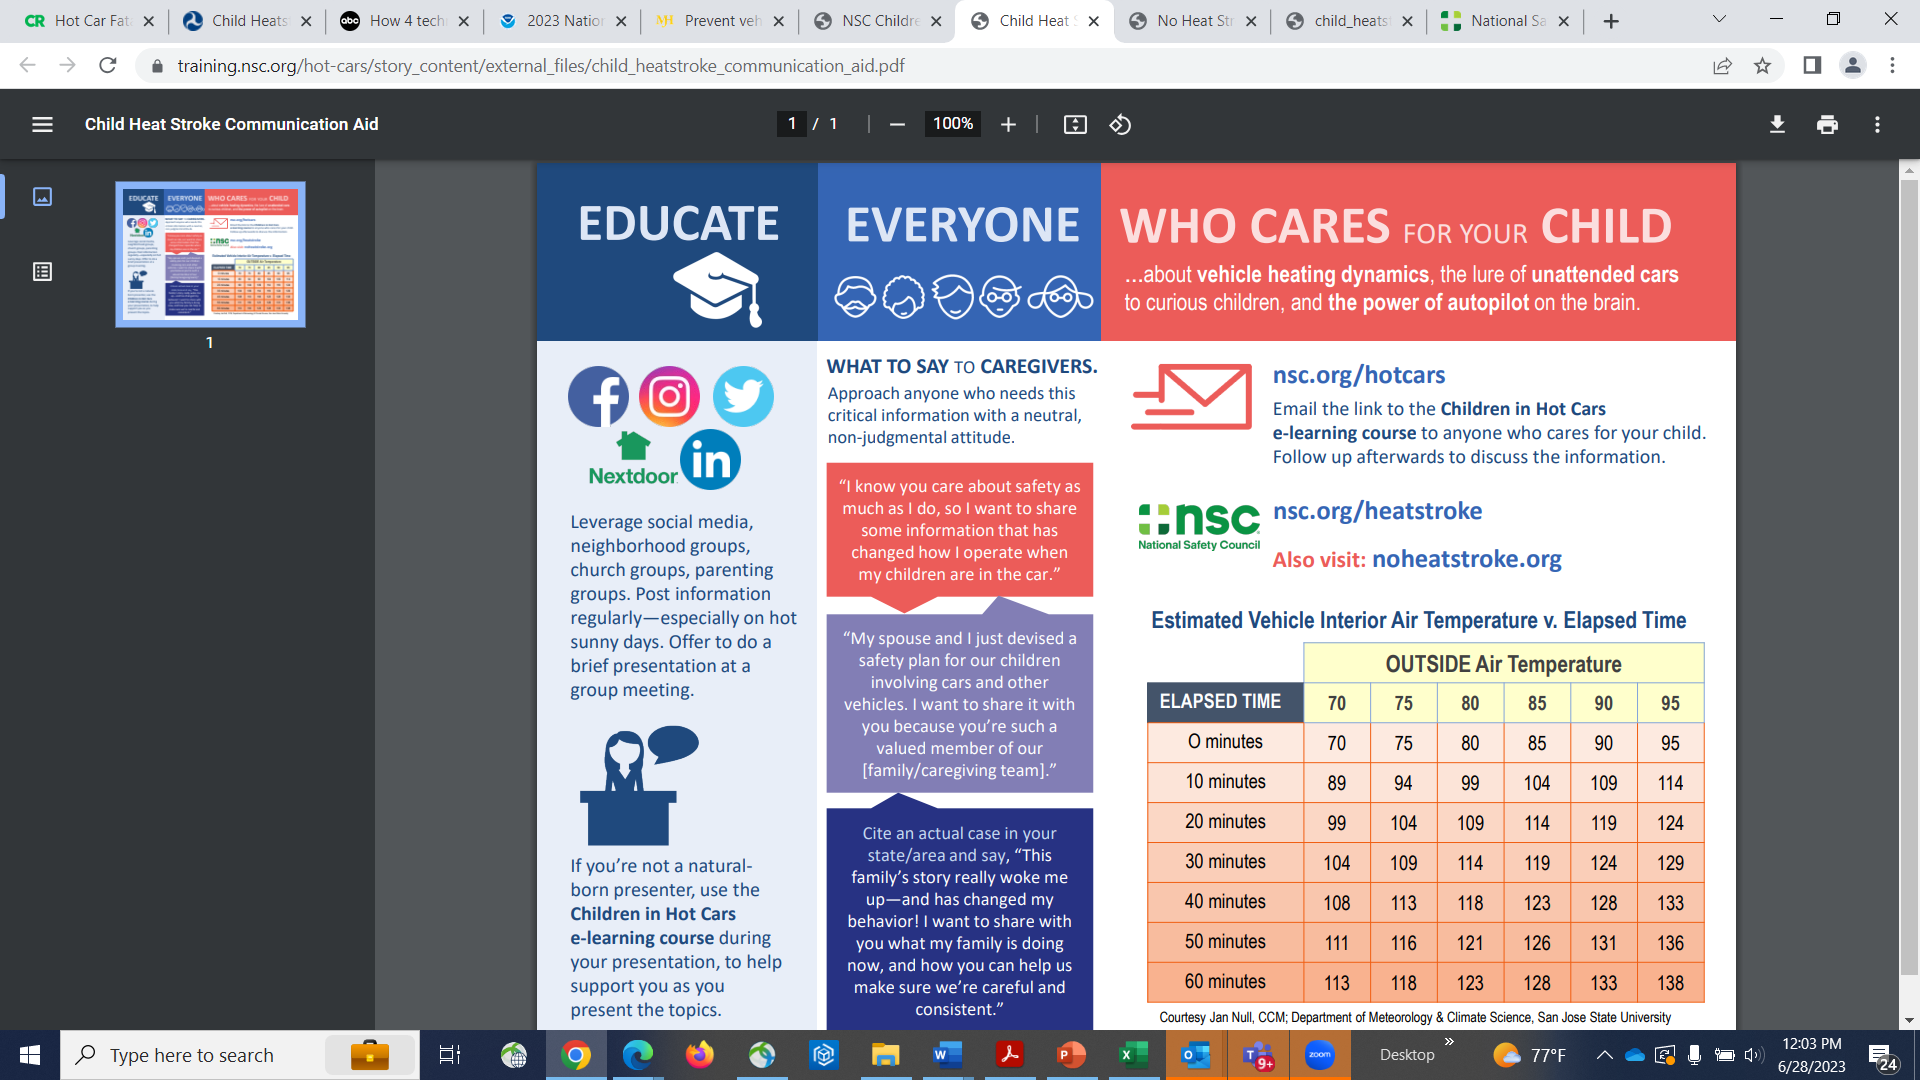 Hot Car Fat
Child Heats
How 4 tech
2023 Natio
Prevent veh
NSC Childre
Child Heat S
No Heat Str
child_heats
National Sa
training.nsc.org/hot-cars/story_content/external_files/child_heatstroke_communication_aid.pdf
Child Heat Stroke Communication Aid
1 / 1
100%
1
EDUCATE
EVERYONE
WHO CARES FOR YOUR CHILD
...about vehicle heating dynamics, the lure of unattended cars
to curious children, and the power of autopilot on the brain.
Nextdoor
in
Leverage social media,
neighborhood groups,
church groups, parenting
groups. Post information
regularly—especially on hot
sunny days. Offer to do a
brief presentation at a
group meeting.
If you're not a natural-
born presenter, use the
Children in Hot Cars
e-learning course during
your presentation, to help
support you as you
present the topics.
WHAT TO SAY TO CAREGIVERS.
Approach anyone who needs this
critical information with a neutral,
non-judgmental attitude.
“I know you care about safety as
much as I do, so I want to share
some information that has
changed how I operate when
my children are in the car.”
“My spouse and I just devised a
safety plan for our children
involving cars and other
vehicles. I want to share it with
you because you're such a
valued member of our
[family/caregiving team].”
Cite an actual case in your
state/area and say, “This
family's story really woke me
up—and has changed my
behavior! I want to share with
you what my family is doing
now, and how you can help us
make sure we're careful and
consistent.”
nsc.org/hotcars
Email the link to the Children in Hot Cars
e-learning course to anyone who cares for your child.
Follow up afterwards to discuss the information.
nsc
National Safety Council
nsc.org/heatstroke
Also visit: noheatstroke.org
Estimated Vehicle Interior Air Temperature v. Elapsed Time
OUTSIDE Air Temperature
ELAPSED TIME 70 75 80 85 90 95
O minutes 70 75 80 85 90 95
10 minutes 89 94 99 104 109 114
20 minutes 99 104 109 114 119 124
30 minutes 104 109 114 119 124 129
40 minutes 108 113 118 123 128 133
50 minutes 111 116 121 126 131 136
60 minutes 113 118 123 128 133 138
Courtesy Jan Null, CCM; Department of Meteorology & Climate Science, San Jose State University
Type here to search
zoom
9+
Desktop
77°F
12:03 PM
6/28/2023
24